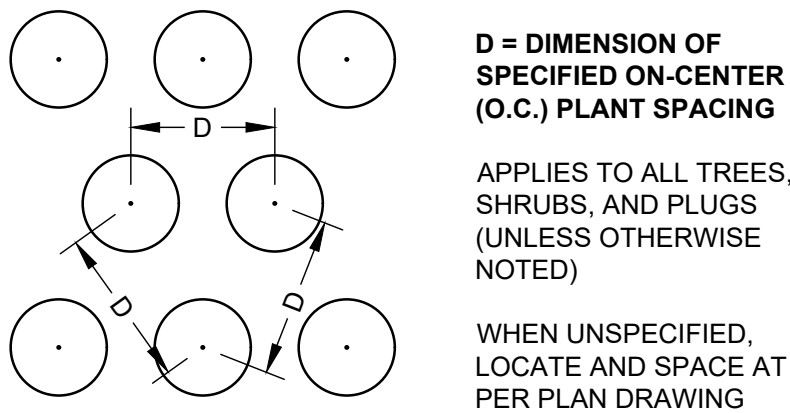 D = DIMENSION OF
SPECIFIED ON-CENTER
(O.C.) PLANT SPACING
D
APPLIES TO ALL TREES,
SHRUBS, AND PLUGS
(UNLESS OTHERWISE
NOTED)
D
D
WHEN UNSPECIFIED,
LOCATE AND SPACE AT
PER PLAN DRAWING